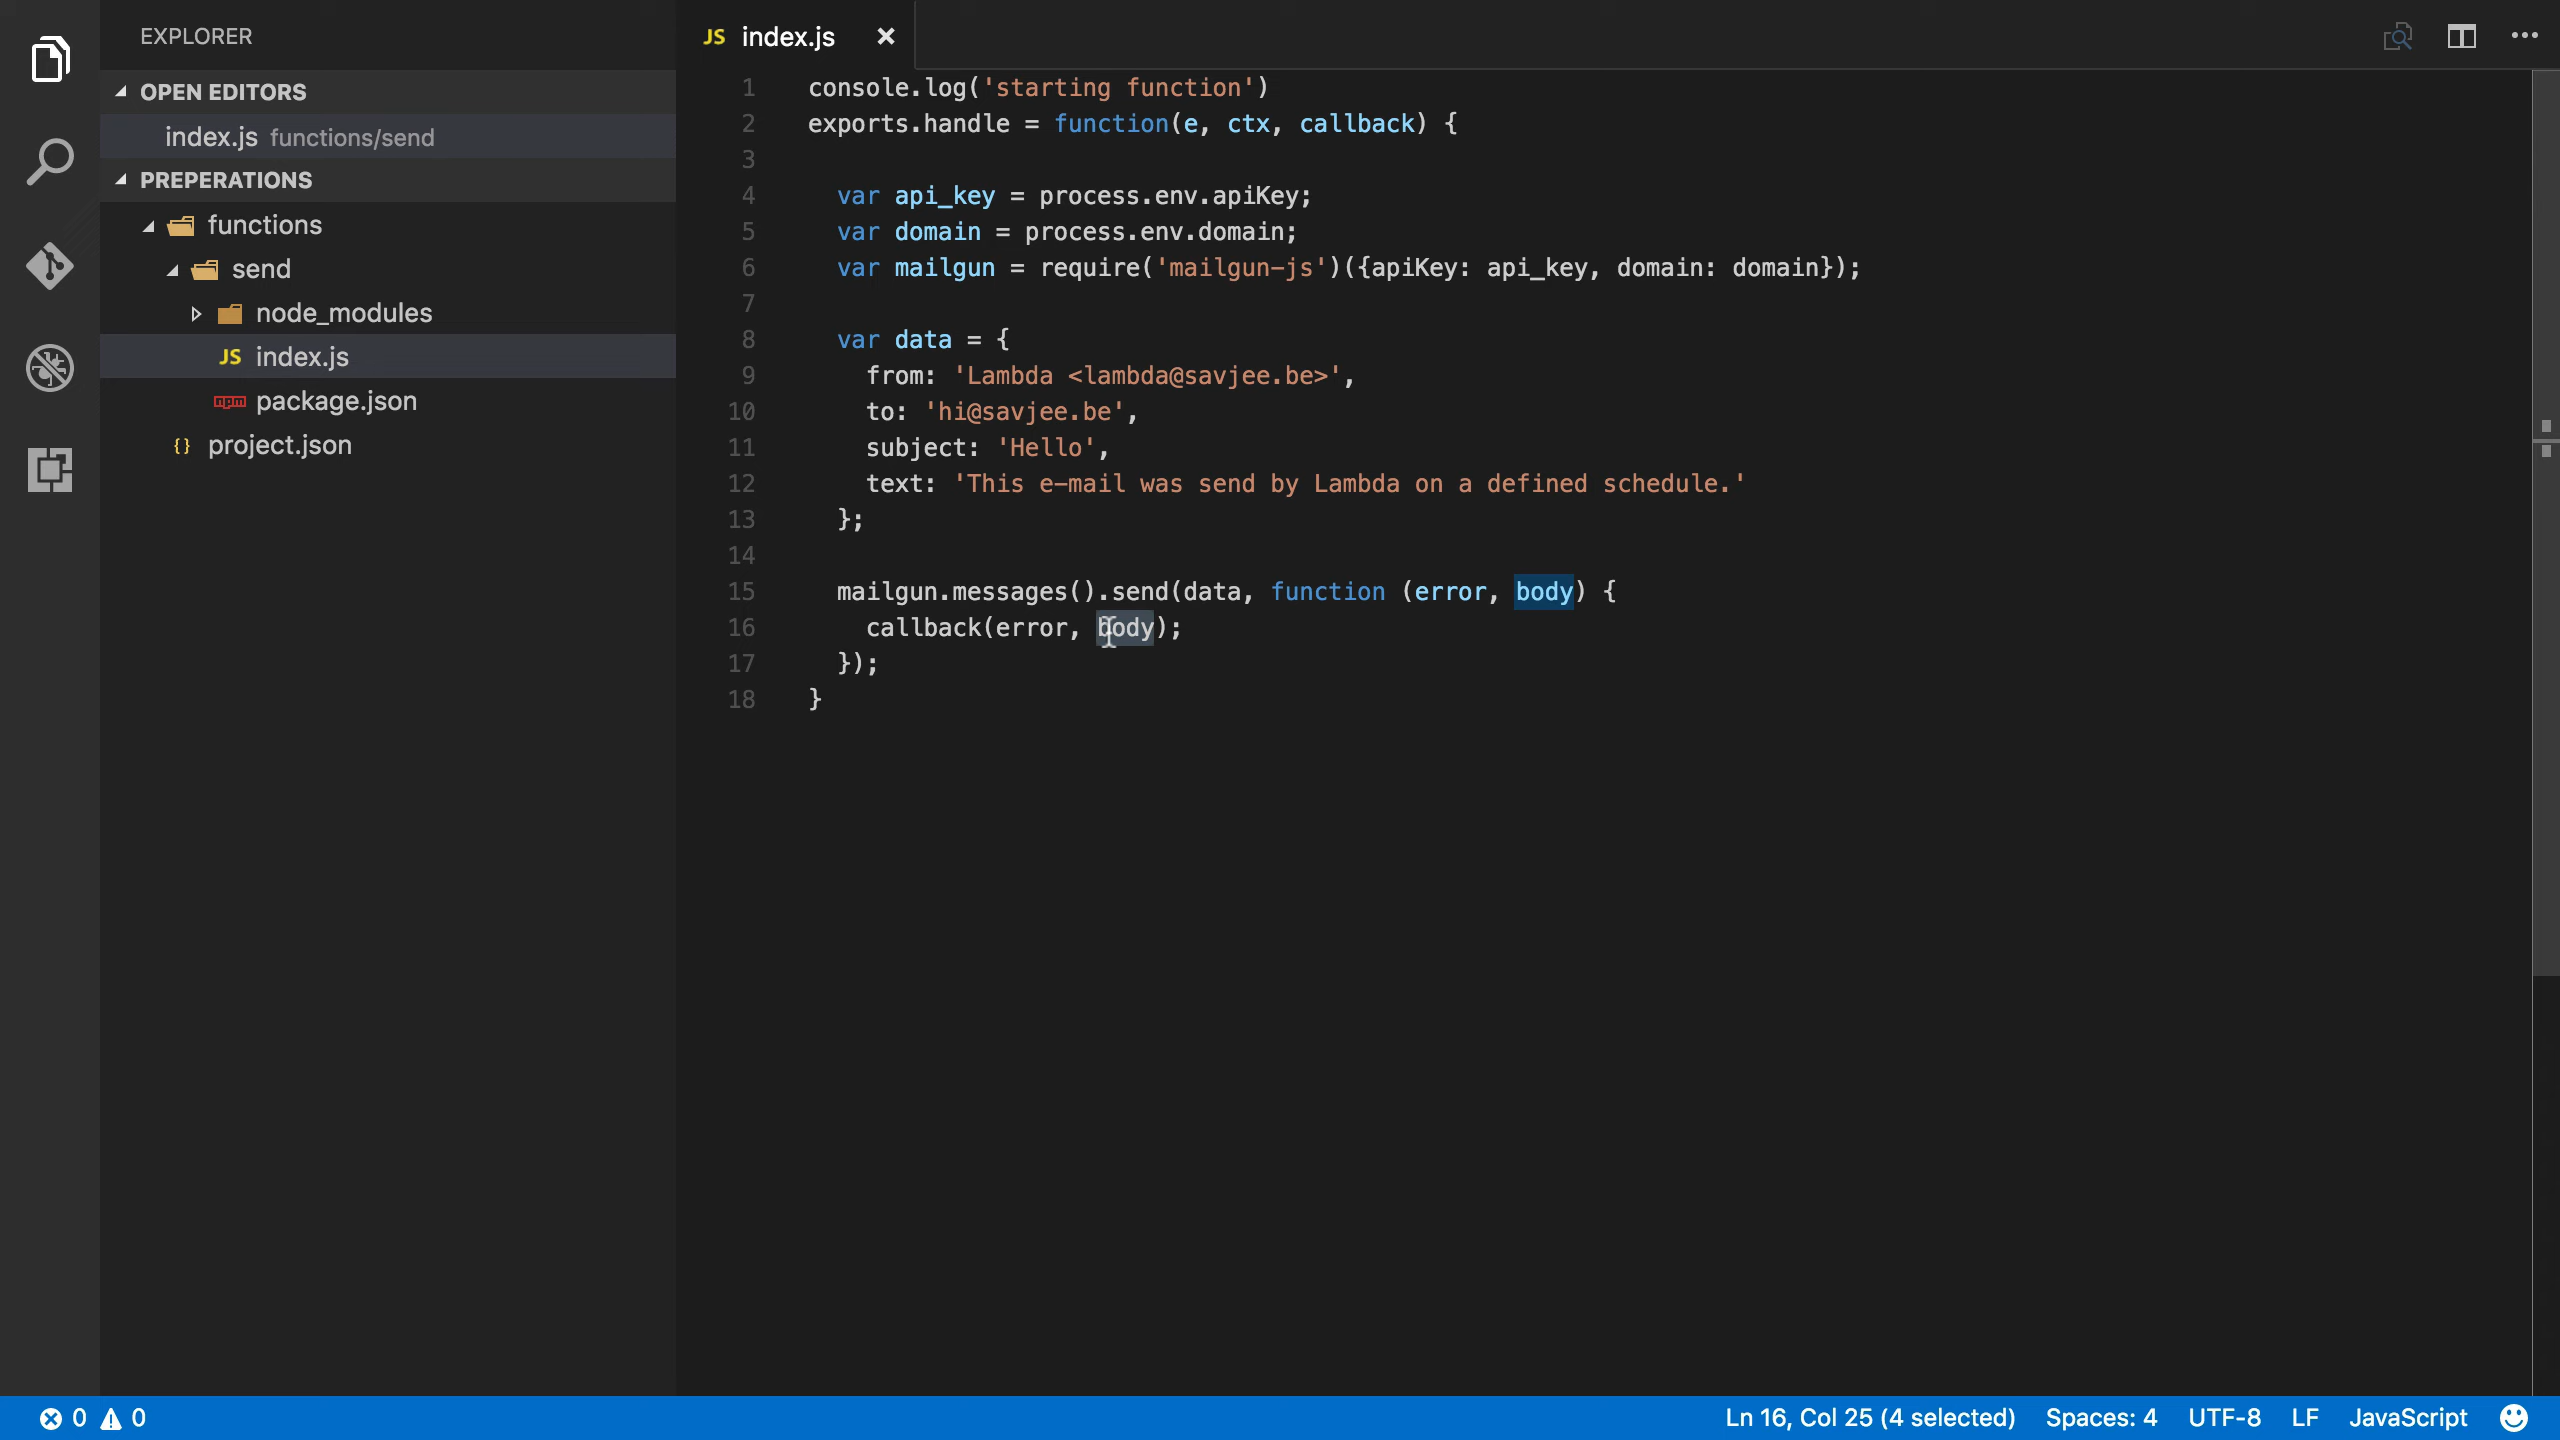 EXPLORER
OPEN EDITORS
index.js functions/send
PREPERATIONS
functions
send
node_modules
JS index.js
npm package.json
{} project.json
JS index.js
1 console.log('starting function')
2 exports.handle = function(e, ctx, callback) {
3
4 var api_key = process.env.apiKey;
5 var domain = process.env.domain;
6 var mailgun = require('mailgun-js')({apiKey: api_key, domain: domain});
7
8 var data = {
9 from: 'Lambda <lambda@savjee.be>',
10 to: 'hi@savjee.be',
11 subject: 'Hello',
12 text: 'This e-mail was send by Lambda on a defined schedule.'
13 };
14
15 mailgun.messages().send(data, function (error, body) {
16 callback(error, body);
17 });
18 }
0 0
Ln 16, Col 25 (4 selected) Spaces: 4 UTF-8 LF JavaScript